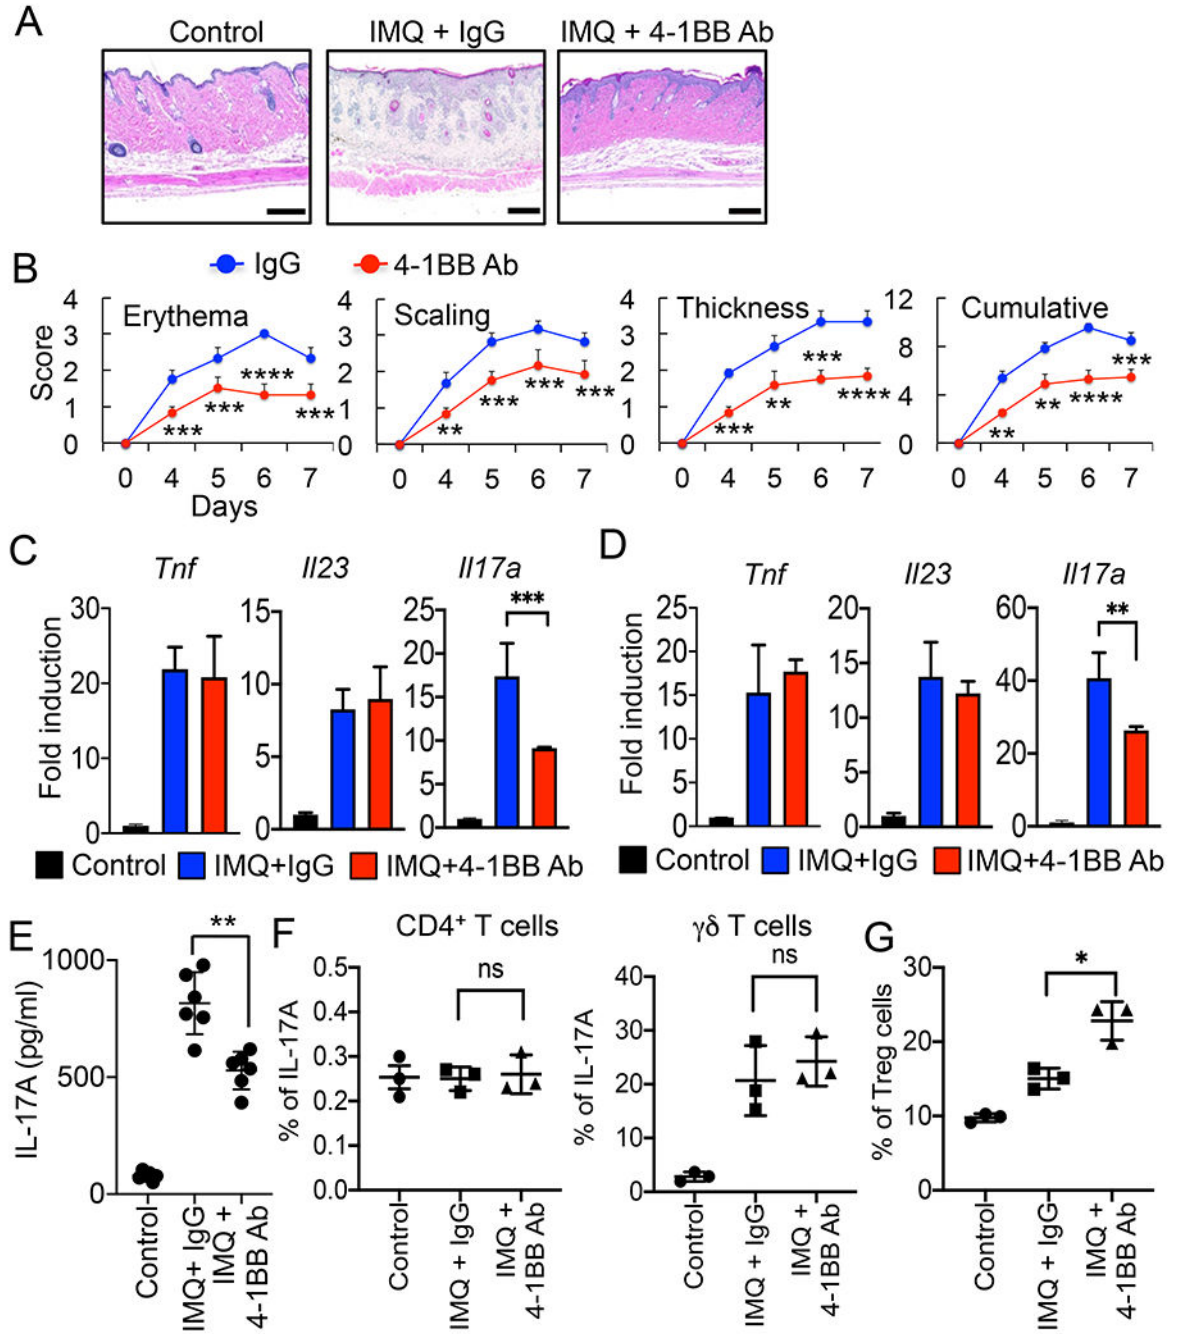 A
Control
IMQ + IgG
IMQ + 4-1BB Ab
B
IgG
4-1BB Ab
Score
4
3
2
1
0
Erythema
***
***
****
***
0 4 5 6 7
Days
4
3
2
1
0
Scaling
**
***
***
***
0 4 5 6 7
4
3
2
1
0
Thickness
***
**
***
****
0 4 5 6 7
12
8
4
0
Cumulative
**
**
****
***
0 4 5 6 7
C
Fold induction
Tnf
30
20
10
0
Il23
15
10
5
0
Il17a
***
25
20
15
10
5
0
Control IMQ+IgG IMQ+4-1BB Ab
D
Fold induction
Tnf
25
20
15
10
5
0
Il23
20
15
10
5
0
Il17a
**
60
40
20
0
Control IMQ+IgG IMQ+4-1BB Ab
E
IL-17A (pg/ml)
**
1000
500
0
Control
IMQ+ IgG
IMQ +
4-1BB Ab
F
CD4+ T cells
% of IL-17A
ns
0.5
0.4
0.3
0.2
0.1
0.0
Control
IMQ + IgG
IMQ +
4-1BB Ab
γδ T cells
% of IL-17A
ns
40
30
20
10
0
Control
IMQ + IgG
IMQ +
4-1BB Ab
G
% of Treg cells
*
30
20
10
0
Control
IMQ + IgG
IMQ +
4-1BB Ab